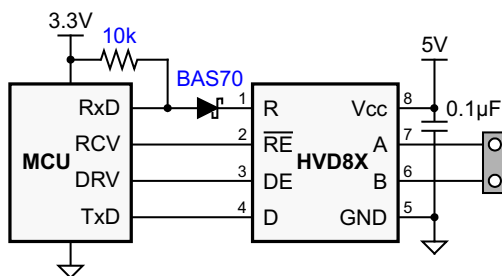 3.3V
10k
BAS70
5V
0.1µF
MCU
RxD
RCV
DRV
TxD
1
2
3
4
R
RE
DE
D
HVD8X
Vcc
A
B
GND
8
7
6
5